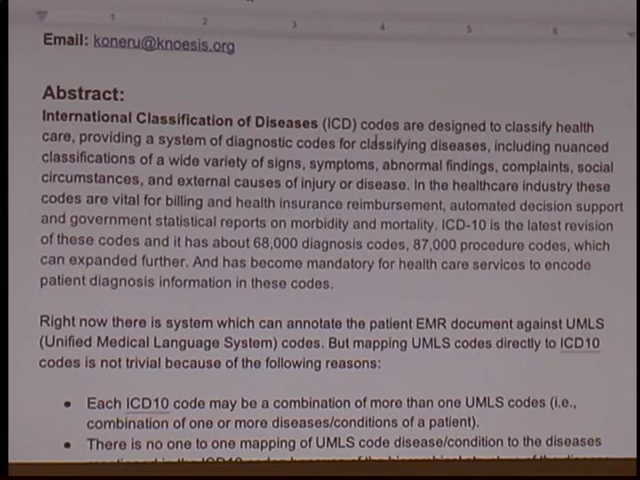 1 2 3 4 5 6
Email: koneru@knoesis.org
Abstract:
International Classification of Diseases (ICD) codes are designed to classify health
care, providing a system of diagnostic codes for classifying diseases, including nuanced
classifications of a wide variety of signs, symptoms, abnormal findings, complaints, social
circumstances, and external causes of injury or disease. In the healthcare industry these
codes are vital for billing and health insurance reimbursement, automated decision support
and government statistical reports on morbidity and mortality. ICD-10 is the latest revision
of these codes and it has about 68,000 diagnosis codes, 87,000 procedure codes, which
can expanded further. And has become mandatory for health care services to encode
patient diagnosis information in these codes.
Right now there is system which can annotate the patient EMR document against UMLS
(Unified Medical Language System) codes. But mapping UMLS codes directly to ICD10
codes is not trivial because of the following reasons:
• Each ICD10 code may be a combination of more than one UMLS codes (i.e.,
combination of one or more diseases/conditions of a patient).
• There is no one to one mapping of UMLS code disease/condition to the diseases